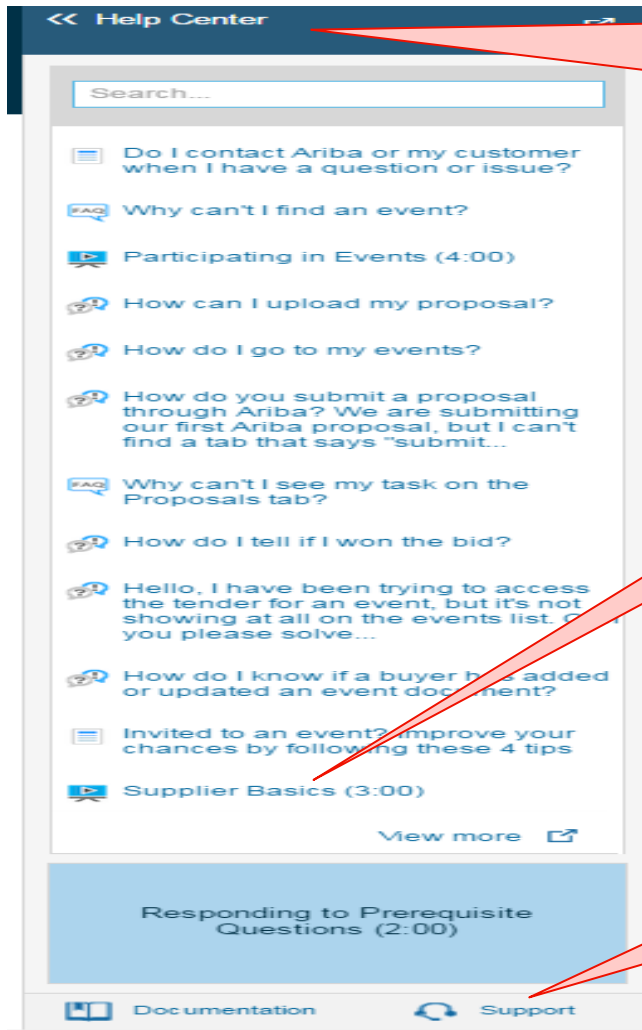 << Help Center
Search...
Do I contact Ariba or my customer
when I have a question or issue?
FAQ Why can't I find an event?
Participating in Events (4:00)
How can I upload my proposal?
How do I go to my events?
How do you submit a proposal
through Ariba? We are submitting
our first Ariba proposal, but I can't
find a tab that says "submit...
FAQ Why can't I see my task on the
Proposals tab?
How do I tell if I won the bid?
Hello, I have been trying to access
the tender for an event, but it's not
showing at all on the events list.
you please solve...
How do I know if a buyer has added
or updated an event document?
Invited to an event? Improve your
chances by following these 4 tips
Supplier Basics (3:00)
View more
Responding to Prerequisite
Questions (2:00)
Documentation Support